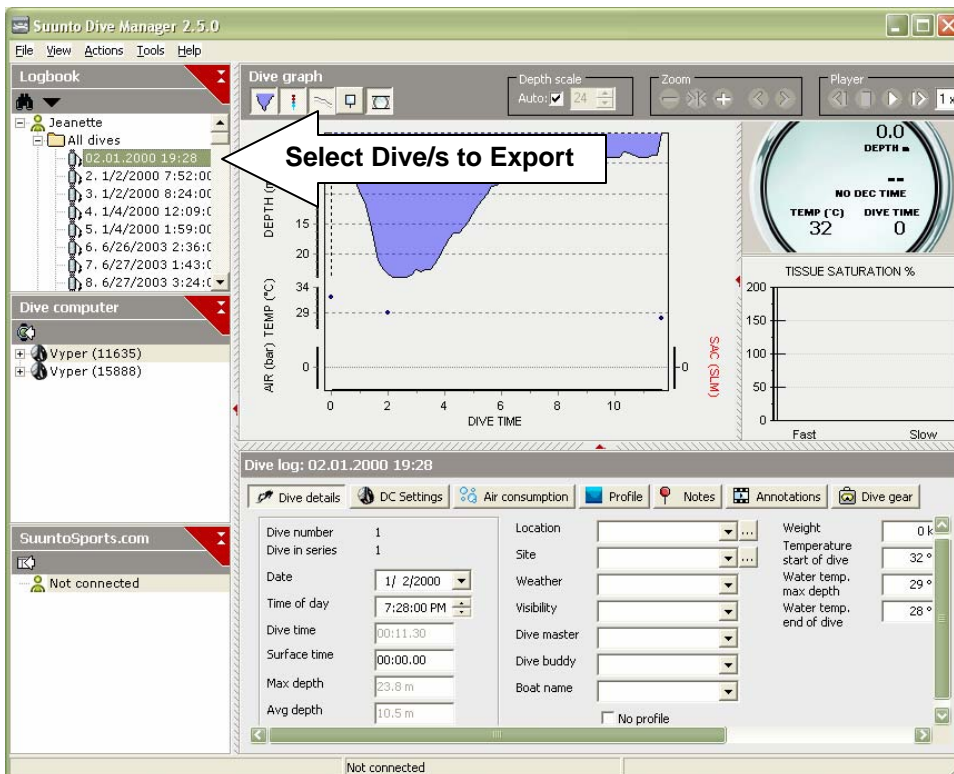 Suunto Dive Manager 2.5.0
File View Actions Tools Help
Logbook
Jeanette
All dives
02.01.2000 19:28
2. 1/2/2000 7:52:00
3. 1/2/2000 8:24:00
4. 1/4/2000 12:09:0
5. 1/4/2000 1:59:00
6. 6/26/2003 2:36:0
7. 6/27/2003 1:43:0
8. 6/27/2003 3:24:0
Dive computer
Vyper (11635)
Vyper (15888)
SuuntoSports.com
Not connected
Dive graph
Depth scale
Auto: 24
Zoom
Player
1 x
Select Dive/s to Export
DEPTH
15
20
TEMP (°C)
34
29
AIR (bar)
0
0
SAC (SLM)
0 2 4 6 8 10
DIVE TIME
0.0
DEPTH m
--
NO DEC TIME
TEMP (°C) DIVE TIME
32 0
TISSUE SATURATION %
200
150
100
50
0
Fast Slow
Dive log: 02.01.2000 19:28
Dive details DC Settings Air consumption Profile Notes Annotations Dive gear
Dive number 1
Dive in series 1
Date 1/ 2/2000
Time of day 7:28:00 PM
Dive time 00:11.30
Surface time 00:00.00
Max depth 23.8 m
Avg depth 10.5 m
Location ...
Site ...
Weather
Visibility
Dive master
Dive buddy
Boat name
No profile
Weight 0 k
Temperature
start of dive 32 °
Water temp.
max depth 29 °
Water temp.
end of dive 28 °
Not connected